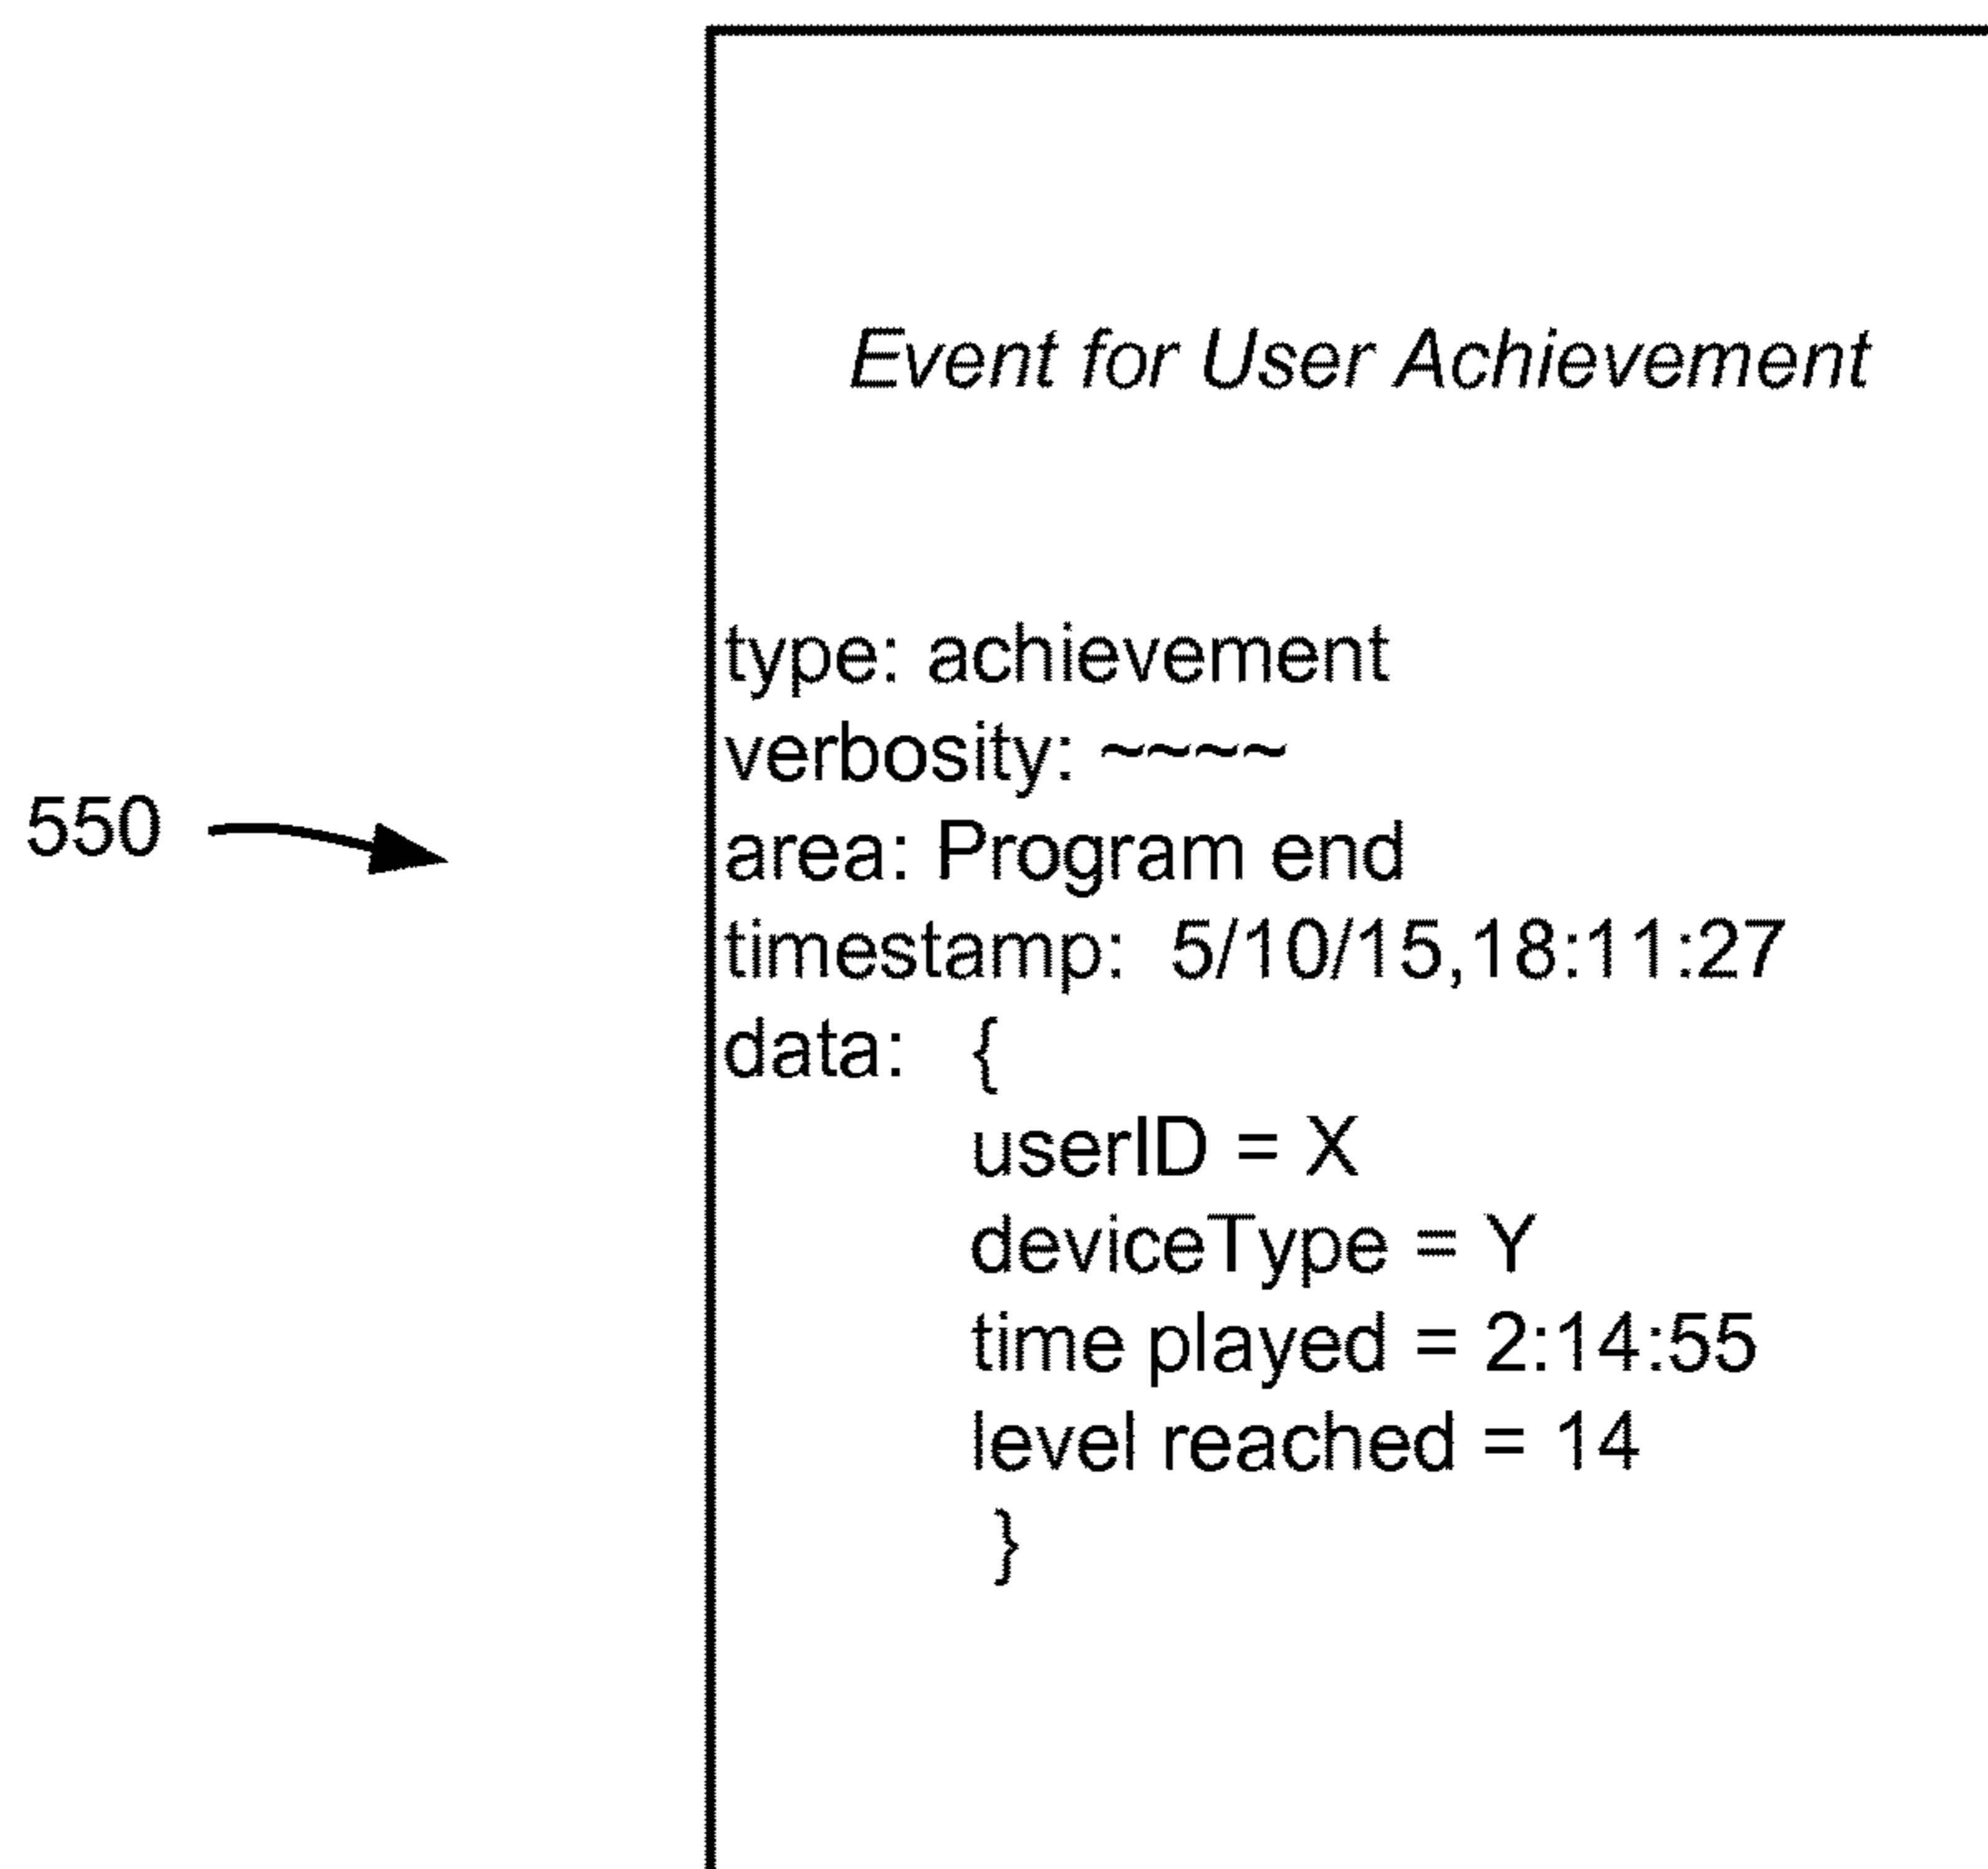 Event for User Achievement
type: achievement
verbosity: ~~~~
area: Program end
550
timestamp:  5/10/15,18:11:27
data:   {
userID = X
deviceType = Y
time played = 2:14:55
level reached = 14
}